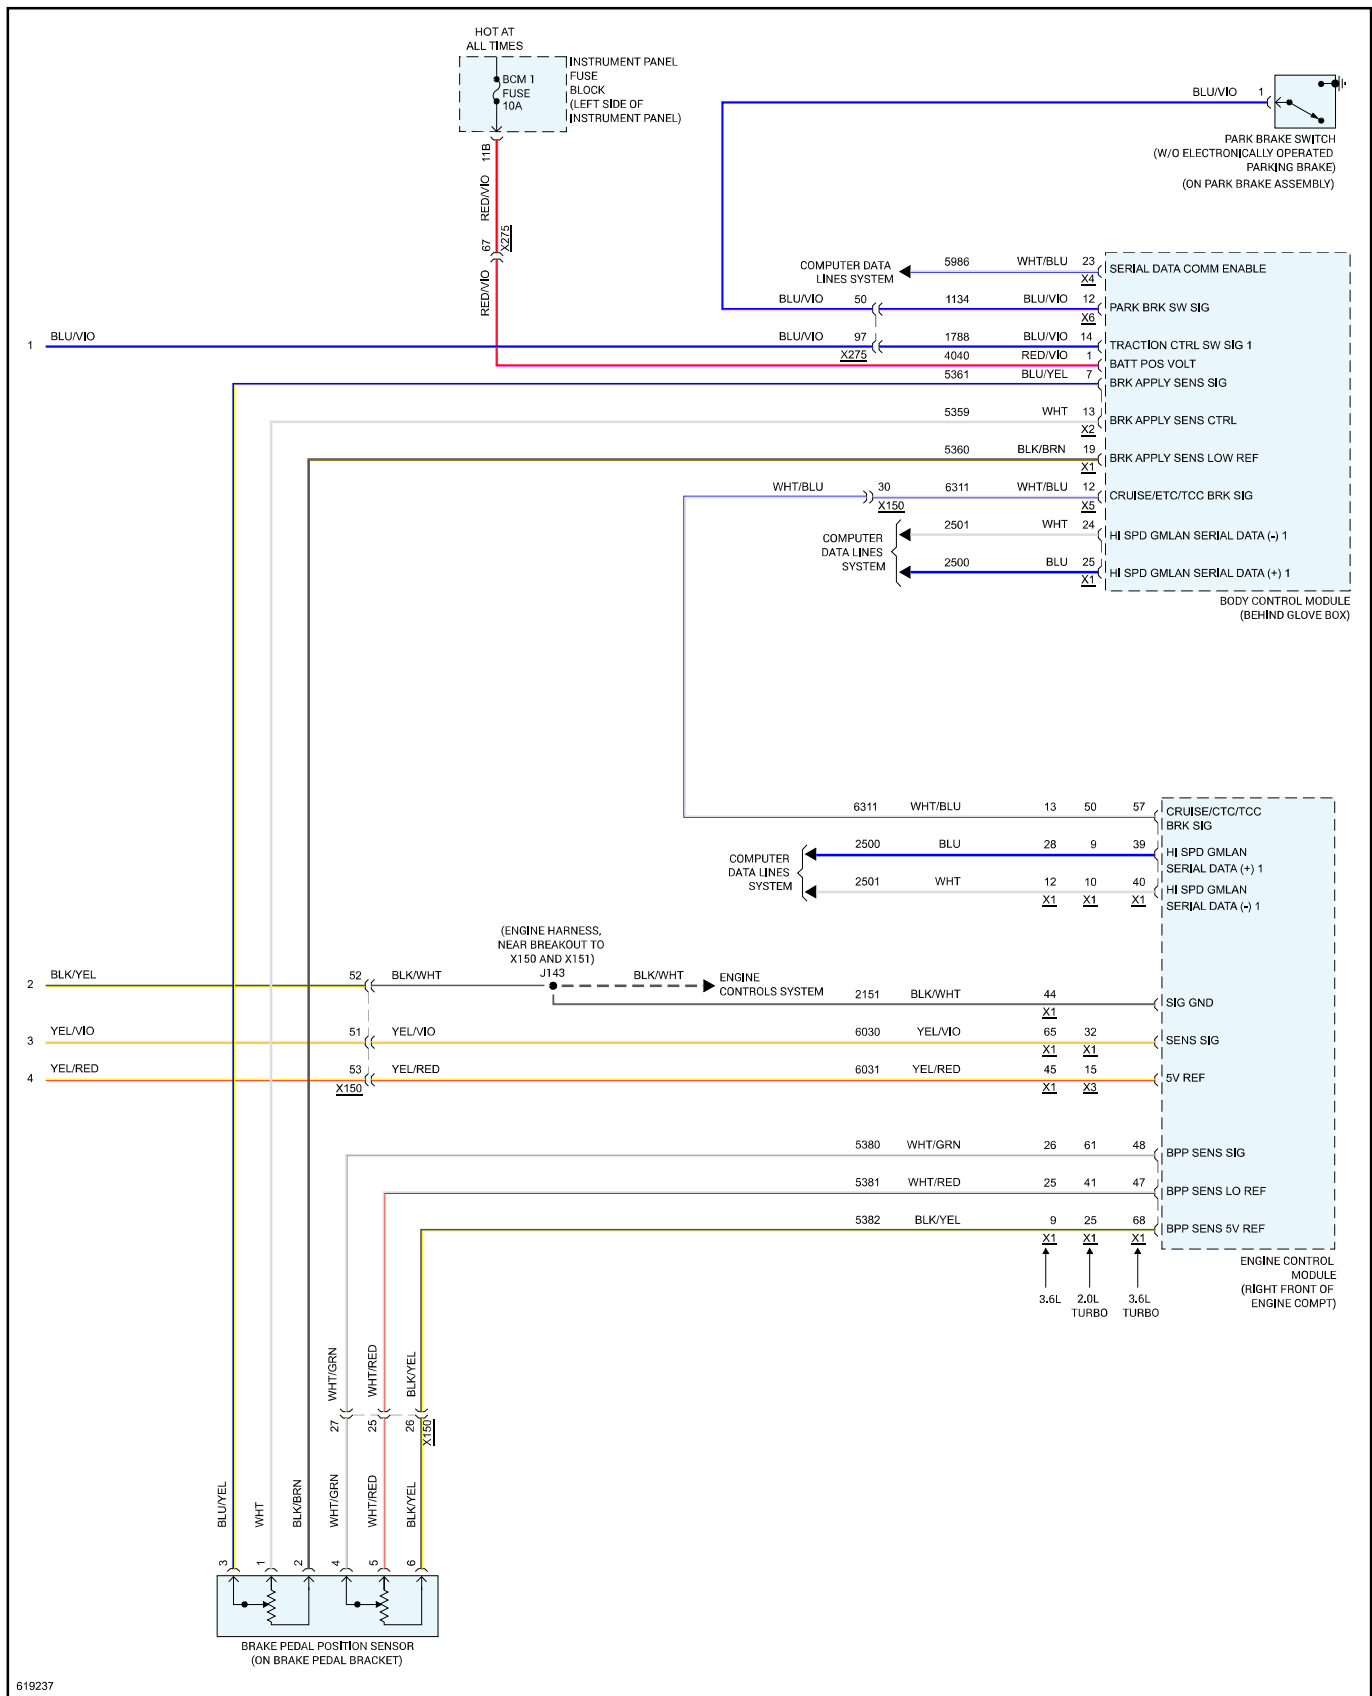 HOT AT
ALL TIMES
BCM 1
FUSE
10A
INSTRUMENT PANEL
FUSE
BLOCK
(LEFT SIDE OF
INSTRUMENT PANEL)
11B
RED/VIO
67
X275
RED/VIO
BLU/VIO 1
PARK BRAKE SWITCH
(W/O ELECTRONICALLY OPERATED
PARKING BRAKE)
(ON PARK BRAKE ASSEMBLY)
COMPUTER DATA
LINES SYSTEM
5986 WHT/BLU 23 SERIAL DATA COMM ENABLE
X4
BLU/VIO 50 1134 BLU/VIO 12 PARK BRK SW SIG
X6
1 BLU/VIO BLU/VIO 97 1788 BLU/VIO 14 TRACTION CTRL SW SIG 1
X275 4040 RED/VIO 1 BATT POS VOLT
5361 BLU/YEL 7 BRK APPLY SENS SIG
5359 WHT 13 BRK APPLY SENS CTRL
X2
5360 BLK/BRN 19 BRK APPLY SENS LOW REF
X1
WHT/BLU 30 6311 WHT/BLU 12 CRUISE/ETC/TCC BRK SIG
X150 X5
COMPUTER
DATA LINES
SYSTEM
2501 WHT 24 HI SPD GMLAN SERIAL DATA (-) 1
2500 BLU 25 HI SPD GMLAN SERIAL DATA (+) 1
X1
BODY CONTROL MODULE
(BEHIND GLOVE BOX)
6311 WHT/BLU 13 50 57 CRUISE/CTC/TCC
BRK SIG
COMPUTER
DATA LINES
SYSTEM
2500 BLU 28 9 39 HI SPD GMLAN
SERIAL DATA (+) 1
2501 WHT 12 10 40 HI SPD GMLAN
X1 X1 X1 SERIAL DATA (-) 1
(ENGINE HARNESS,
NEAR BREAKOUT TO
X150 AND X151)
J143
2 BLK/YEL 52 BLK/WHT BLK/WHT ENGINE
CONTROLS SYSTEM
2151 BLK/WHT 44 SIG GND
X1
3 YEL/VIO 51 YEL/VIO 6030 YEL/VIO 65 32 SENS SIG
X1 X1
4 YEL/RED 53 YEL/RED 6031 YEL/RED 45 15 5V REF
X150 X1 X3
5380 WHT/GRN 26 61 48 BPP SENS SIG
5381 WHT/RED 25 41 47 BPP SENS LO REF
5382 BLK/YEL 9 25 68 BPP SENS 5V REF
X1 X1 X1
3.6L
2.0L
TURBO
3.6L
TURBO
ENGINE CONTROL
MODULE
(RIGHT FRONT OF
ENGINE COMPT)
WHT/GRN WHT/RED BLK/YEL
27 25 26 X150
BLU/YEL WHT BLK/BRN WHT/GRN WHT/RED BLK/YEL
3 1 2 4 5 6
BRAKE PEDAL POSITION SENSOR
(ON BRAKE PEDAL BRACKET)
619237